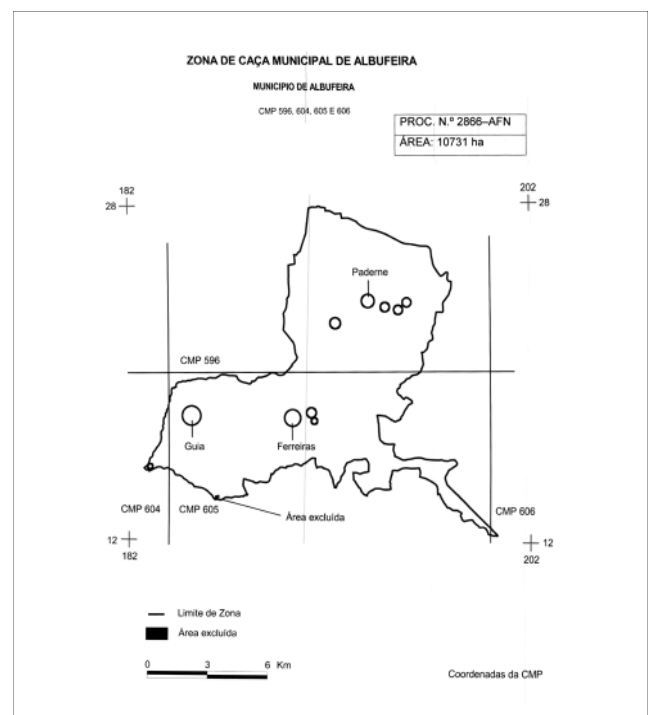 ZONA DE CAÇA MUNICIPAL DE ALBUFEIRA
MUNICIPIO DE ALBUFEIRA
CMP 596, 604, 605 E 606
PROC. N.º 2866–AFN
ÁREA: 10731 ha
182
28
202
28
Paderne
CMP 596
Guia
Ferreiras
CMP 604
CMP 605
Área excluída
CMP 606
12
182
12
202
Limite de Zona
Área excluída
0 3 6 Km
Coordenadas da CMP